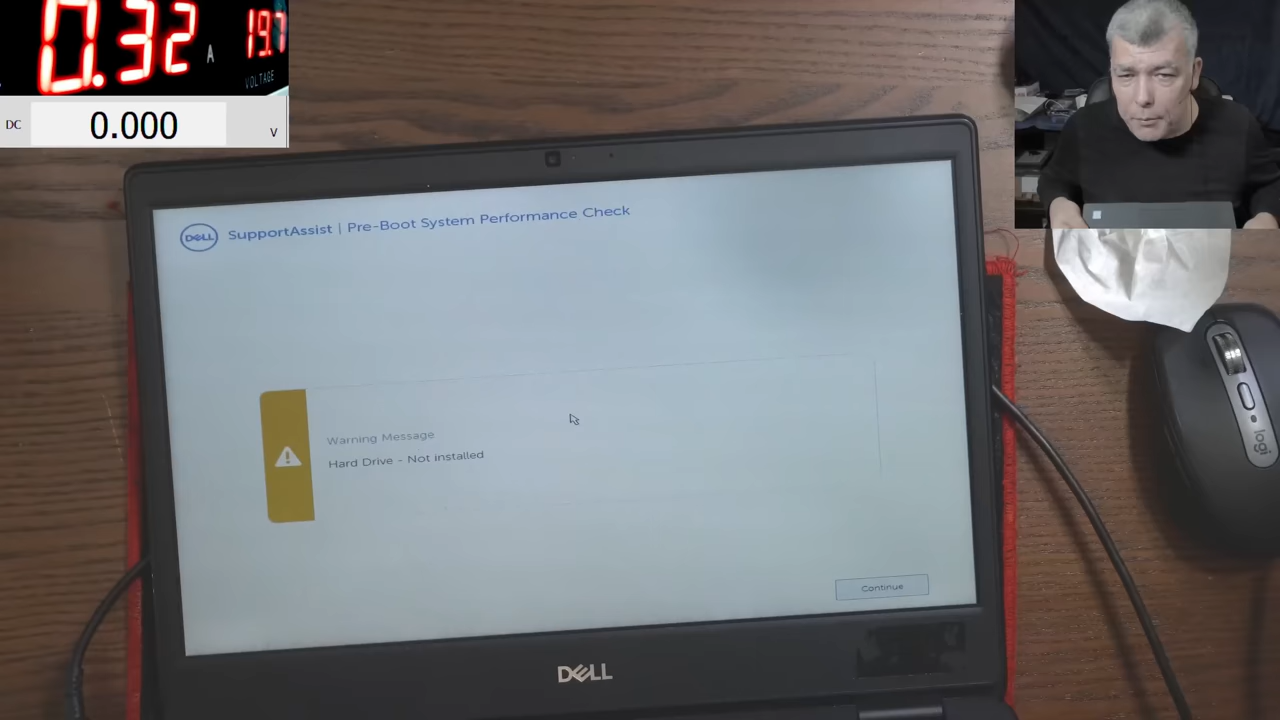 0.32 A 19.7
VOLTAGE
DC 0.000 V
DELL SupportAssist | Pre-Boot System Performance Check
Warning Message
Hard Drive - Not installed
Continue
DELL
logi